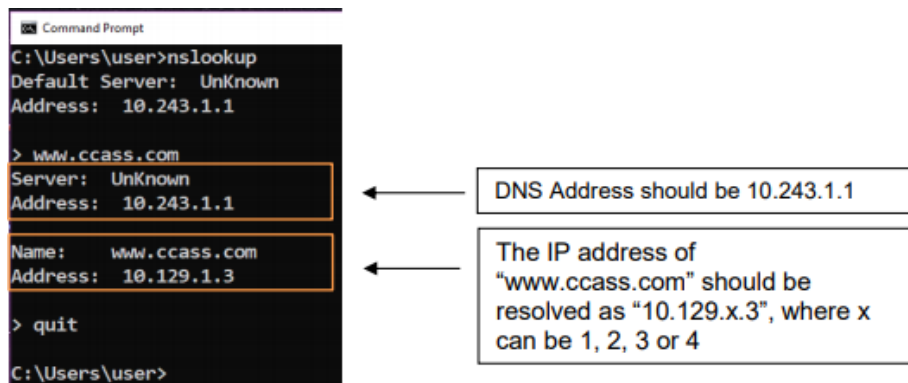 Command Prompt
C:\Users\user>nslookup
Default Server:  UnKnown
Address:  10.243.1.1
> www.ccass.com
Server:  UnKnown
Address:  10.243.1.1
Name:    www.ccass.com
Address:  10.129.1.3
> quit
C:\Users\user>
DNS Address should be 10.243.1.1
The IP address of
“www.ccass.com” should be
resolved as “10.129.x.3”, where x
can be 1, 2, 3 or 4